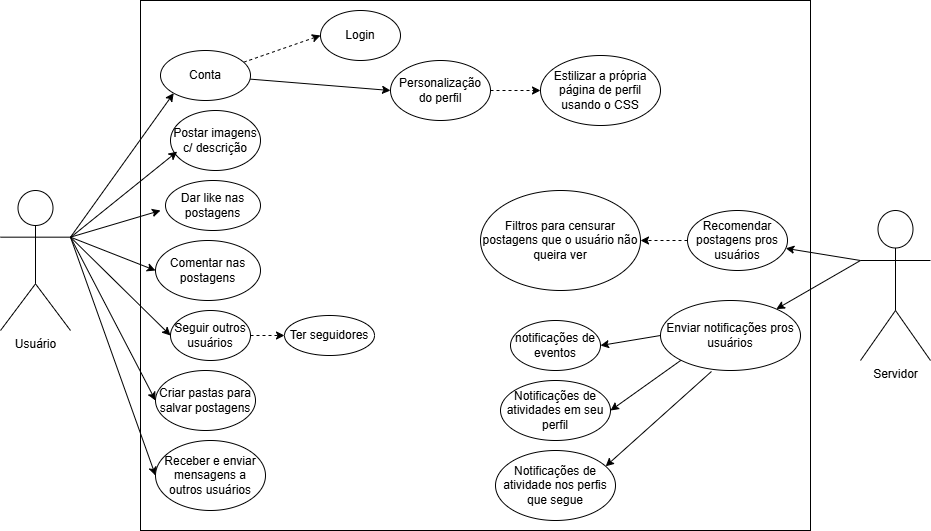 Login
Conta
Personalização
do perfil
Estilizar a própria
página de perfil
usando o CSS
Postar imagens
c/ descrição
Dar like nas
postagens
Filtros para censurar
postagens que o usuário não
queira ver
Recomendar
postagens pros
usuários
Comentar nas
postagens
Usuário
Seguir outros
usuários
Ter seguidores
notificações de
eventos
Enviar notificações pros
usuários
Servidor
Criar pastas para
salvar postagens
Notificações de
atividades em seu
perfil
Receber e enviar
mensagens a
outros usuários
Notificações de
atividade nos perfis
que segue